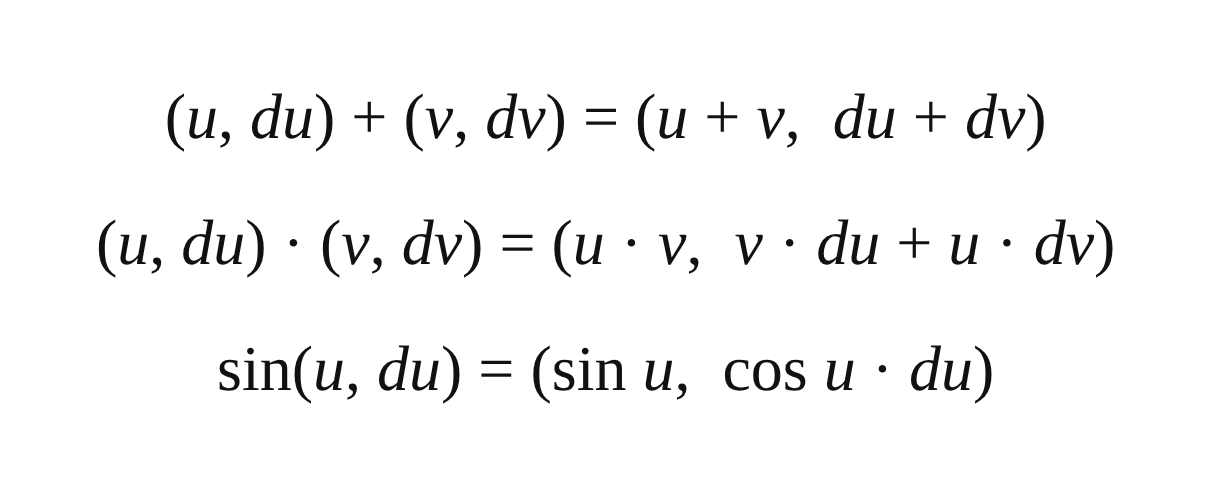 (u, du) + (v, dv) = (u + v, du + dv)
(u, du) · (v, dv) = (u · v, v · du + u · dv)
sin(u, du) = (sin u, cos u · du)